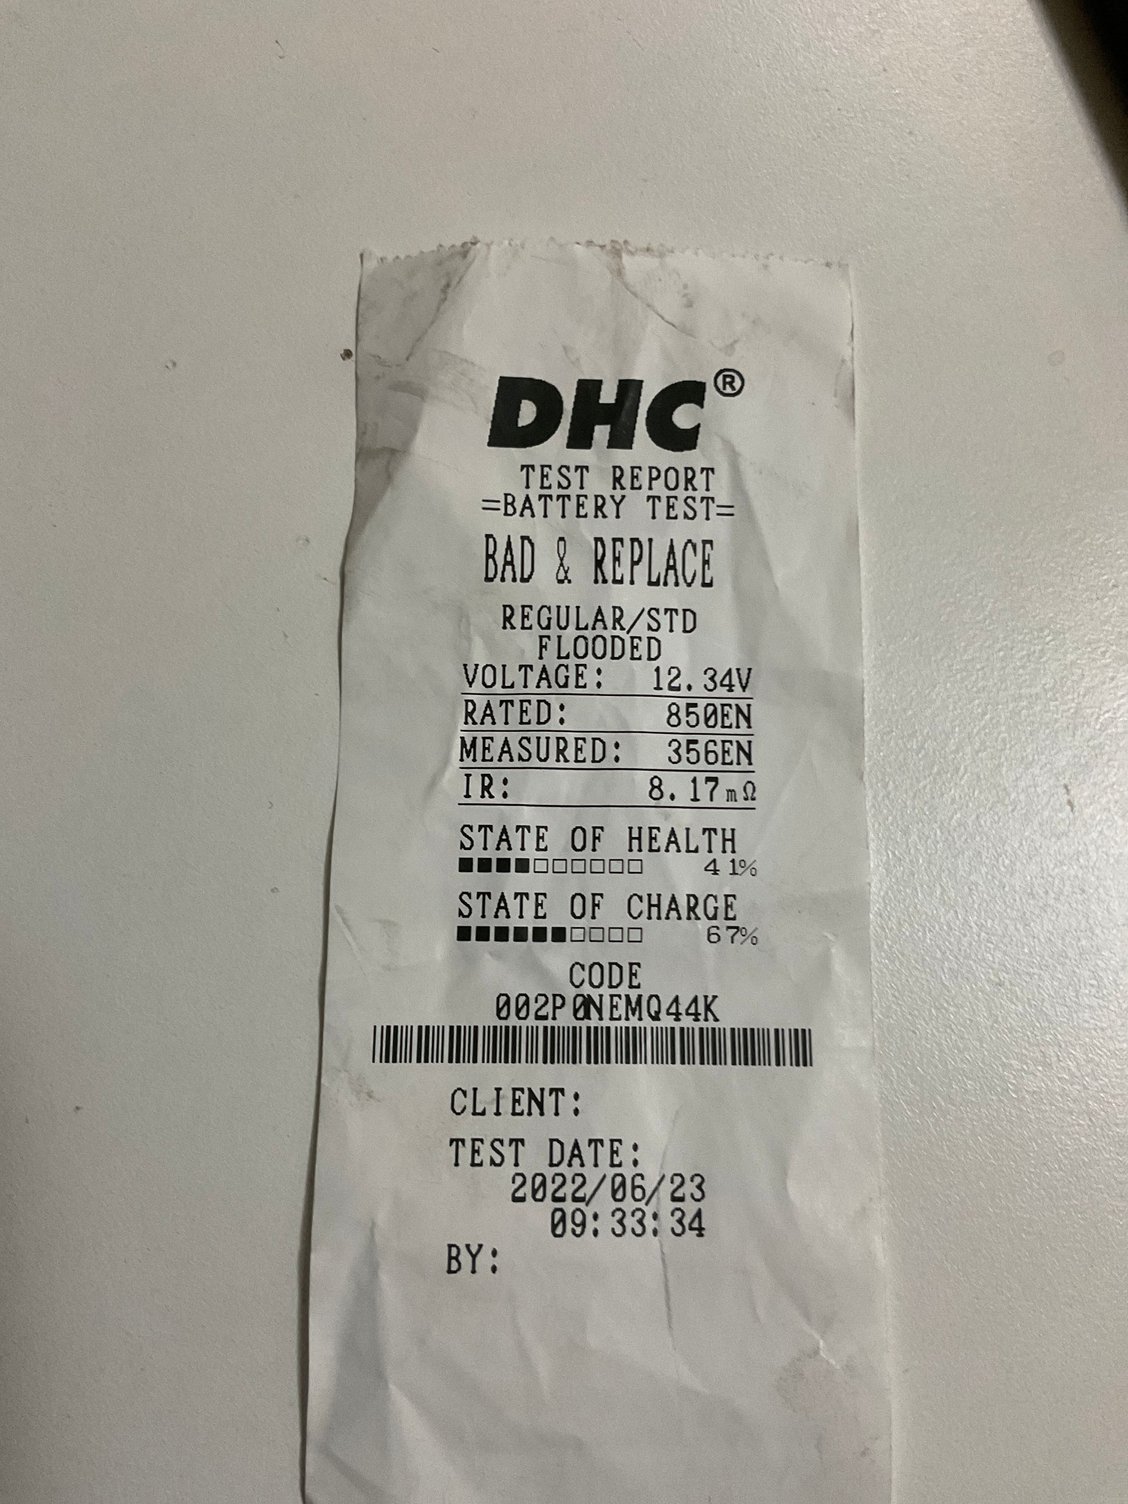 DHC®
TEST REPORT
=BATTERY TEST=
BAD & REPLACE
REGULAR/STD
FLOODED
VOLTAGE: 12.34V
RATED: 850EN
MEASURED: 356EN
IR: 8.17mΩ
STATE OF HEALTH
41%
STATE OF CHARGE
67%
CODE
002P0NEMQ44K
CLIENT:
TEST DATE:
2022/06/23
09:33:34
BY: